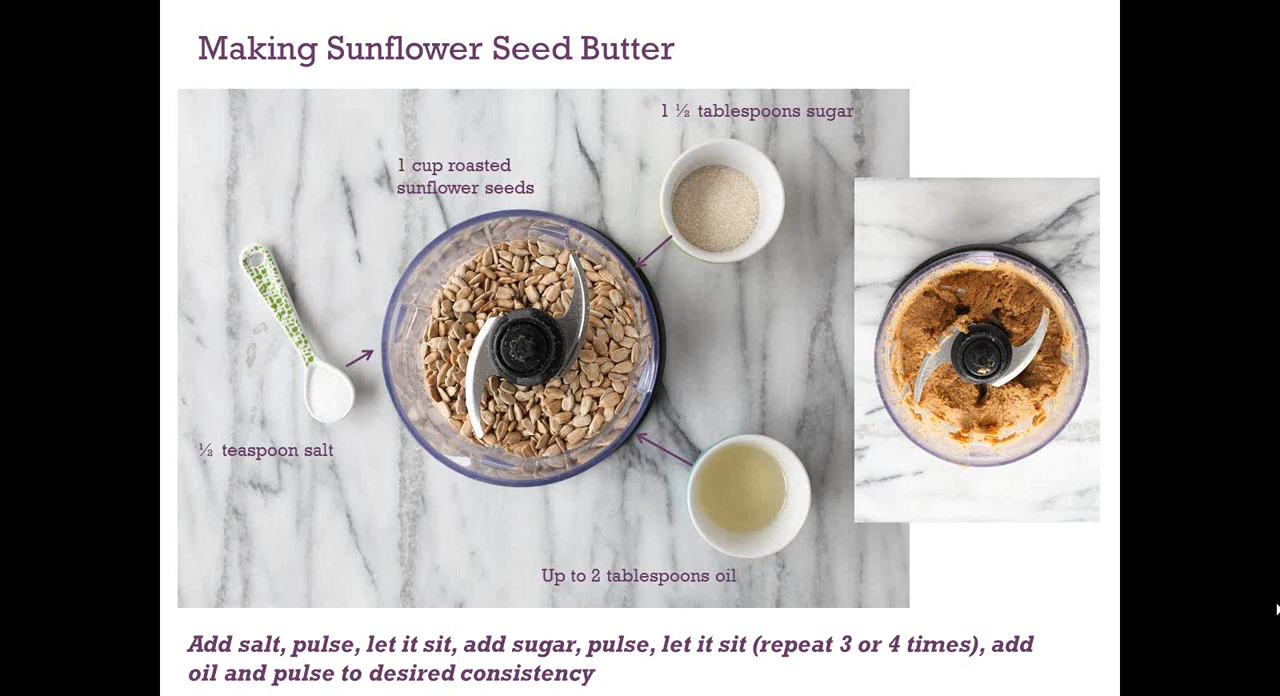 Making Sunflower Seed Butter
1 ½ tablespoons sugar
1 cup roasted
sunflower seeds
½ teaspoon salt
Up to 2 tablespoons oil
Add salt, pulse, let it sit, add sugar, pulse, let it sit (repeat 3 or 4 times), add
oil and pulse to desired consistency